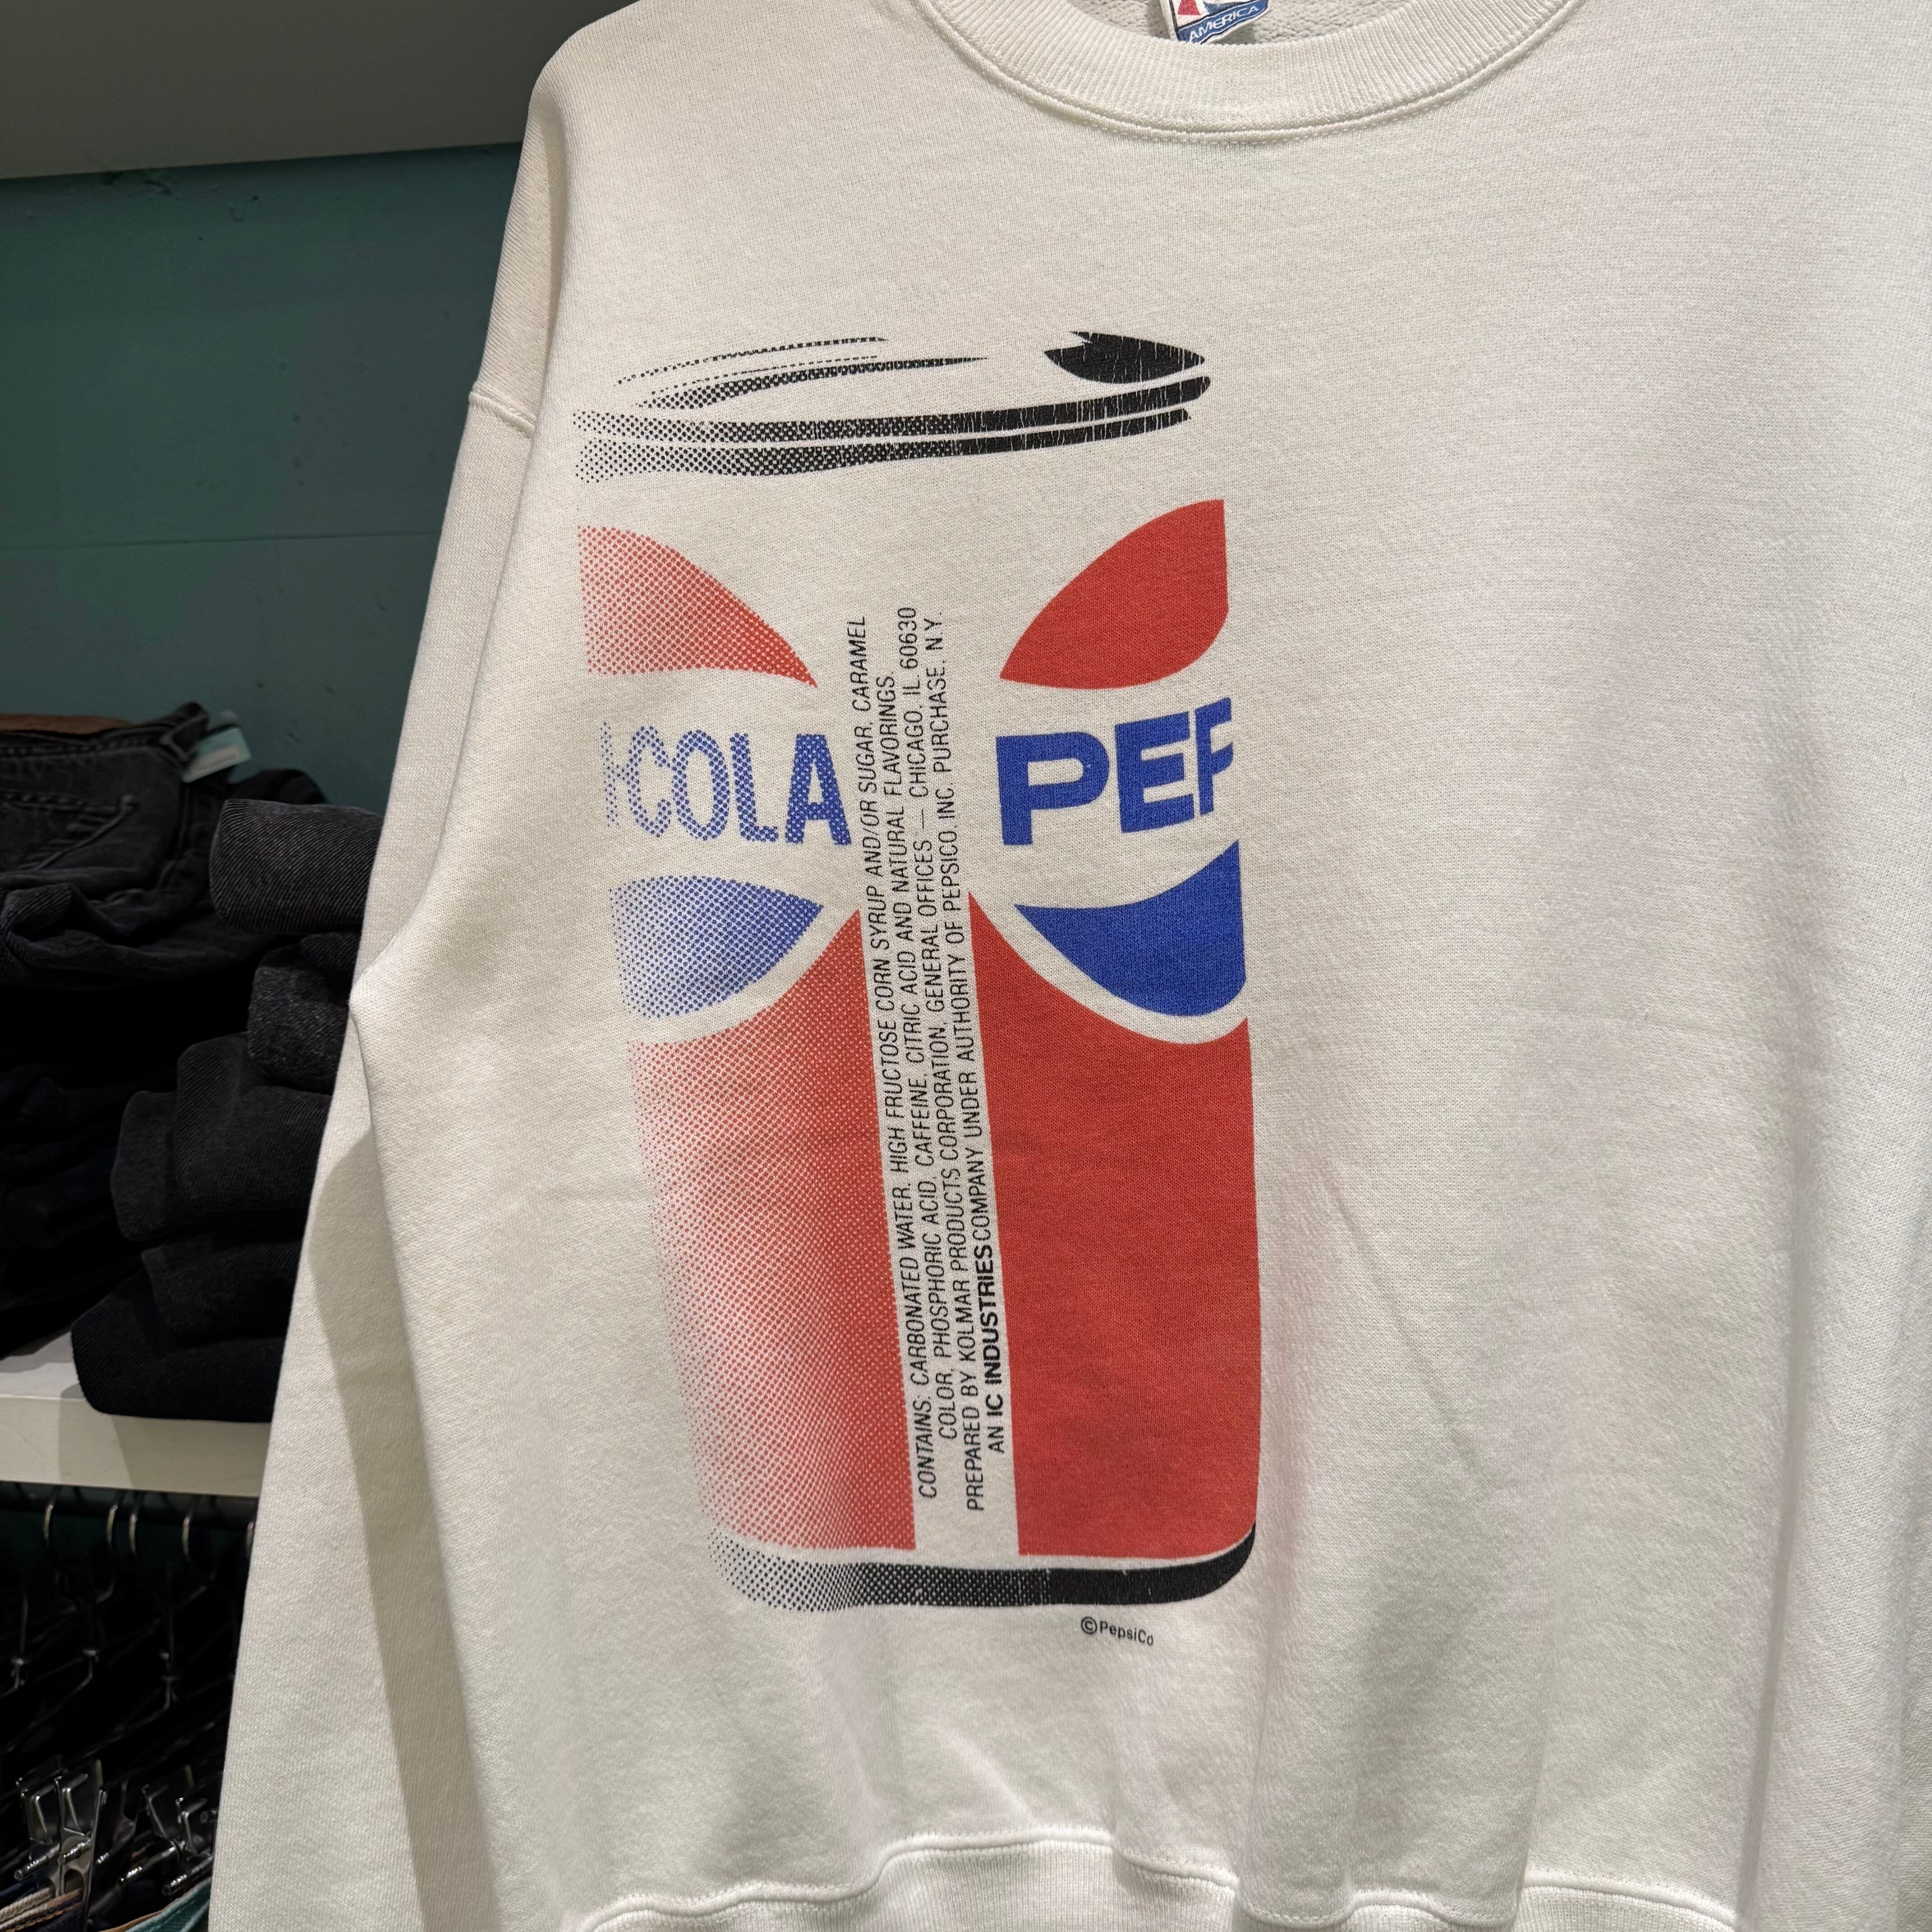 AMERICA
I-COLA PEP
CONTAINS: CARBONATED WATER, HIGH FRUCTOSE CORN SYRUP AND/OR SUGAR, CARAMEL
COLOR, PHOSPHORIC ACID, CAFFEINE, CITRIC ACID AND NATURAL FLAVORINGS
PREPARED BY KOLMAR PRODUCTS CORPORATION, GENERAL OFFICES — CHICAGO, IL. 60630
AN IC INDUSTRIES COMPANY UNDER AUTHORITY OF PEPSICO, INC. PURCHASE, N.Y.
©PepsiCo